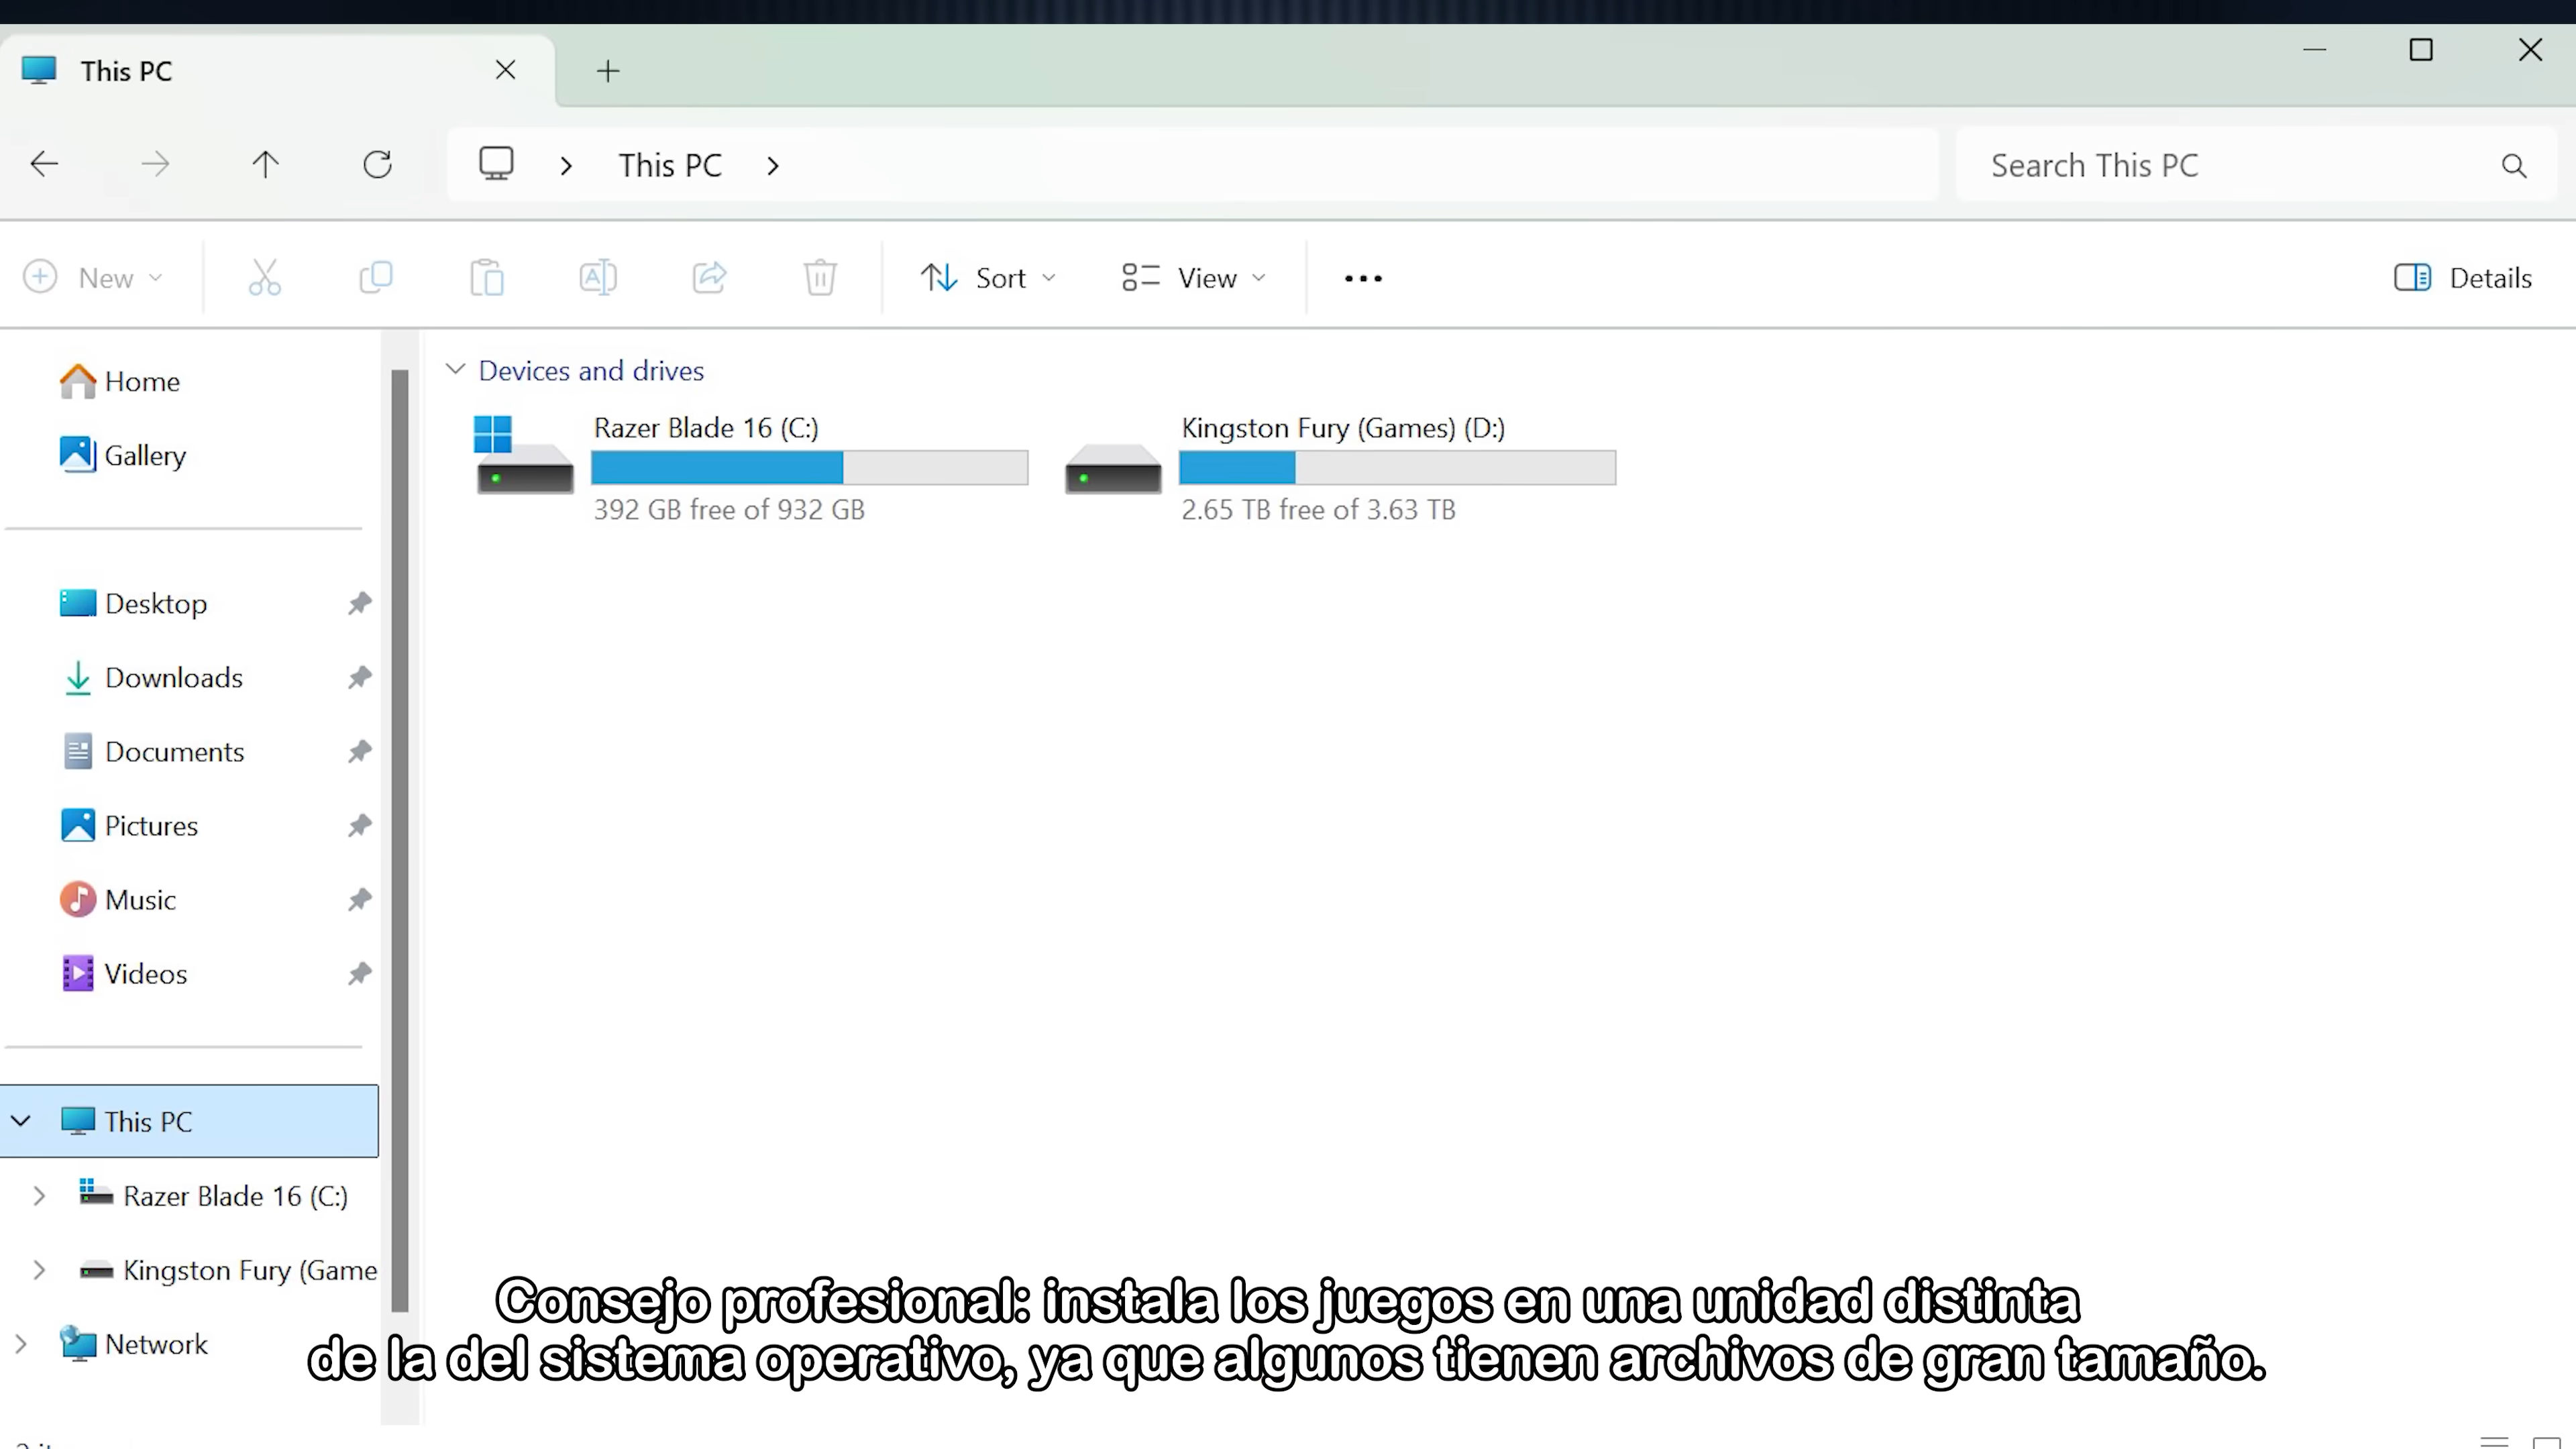 This PC
This PC
Search This PC
New
Sort
View
Details
Home
Gallery
Desktop
Downloads
Documents
Pictures
Music
Videos
This PC
Razer Blade 16 (C:)
Kingston Fury (Game
Network
Devices and drives
Razer Blade 16 (C:)
392 GB free of 932 GB
Kingston Fury (Games) (D:)
2.65 TB free of 3.63 TB
Consejo profesional: instala los juegos en una unidad distinta
de la del sistema operativo, ya que algunos tienen archivos de gran tamaño.